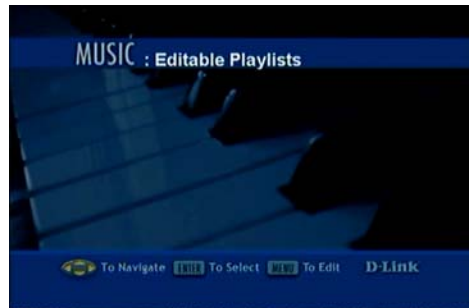 MUSIC : Editable Playlists
To Navigate ENTER To Select MENU To Edit D-Link